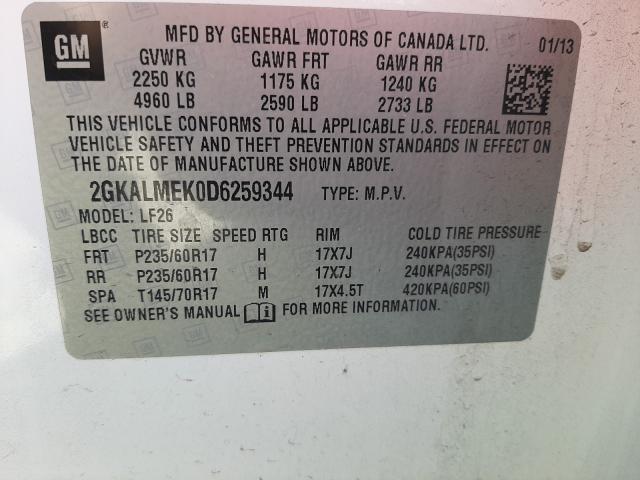 GM ®
MFD BY GENERAL MOTORS OF CANADA LTD. 01/13
GVWR GAWR FRT GAWR RR
2250 KG 1175 KG 1240 KG
4960 LB 2590 LB 2733 LB
THIS VEHICLE CONFORMS TO ALL APPLICABLE U.S. FEDERAL MOTOR
VEHICLE SAFETY AND THEFT PREVENTION STANDARDS IN EFFECT ON
THE DATE OF MANUFACTURE SHOWN ABOVE.
2GKALMEK0D6259344 TYPE: M.P.V.
MODEL: LF26
LBCC TIRE SIZE SPEED RTG RIM COLD TIRE PRESSURE
FRT P235/60R17 H 17X7J 240KPA(35PSI)
RR P235/60R17 H 17X7J 240KPA(35PSI)
SPA T145/70R17 M 17X4.5T 420KPA(60PSI)
SEE OWNER'S MANUAL i FOR MORE INFORMATION.